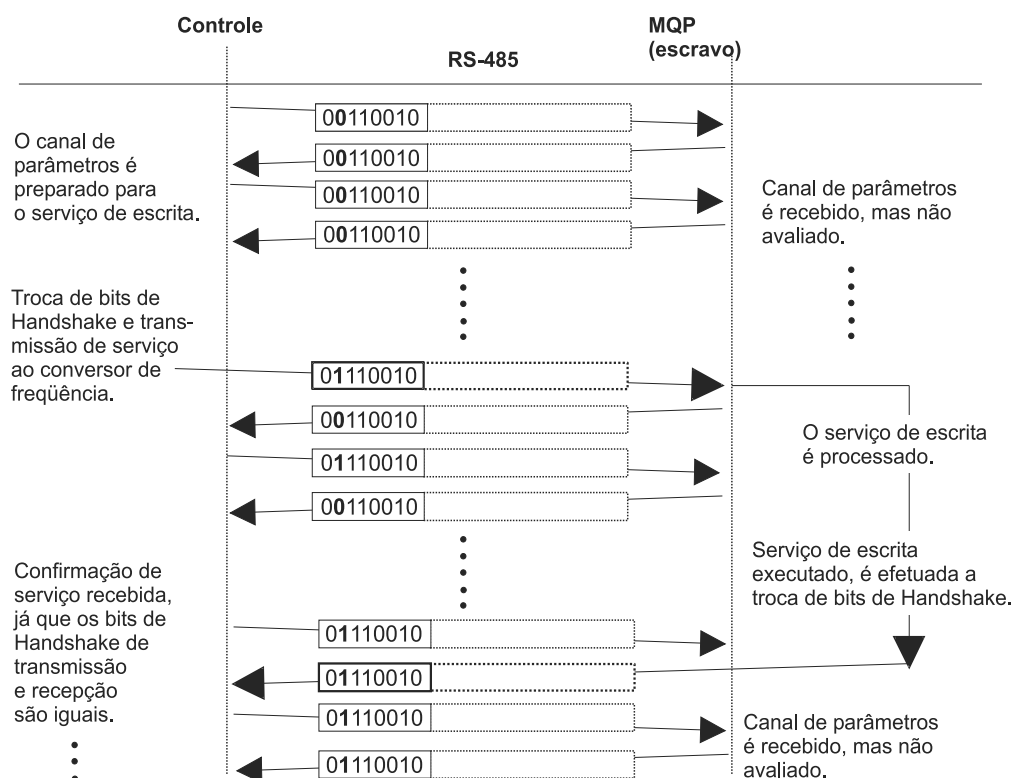 Controle
RS-485
MQP
(escravo)
00110010
O canal de
parâmetros é
preparado para
o serviço de escrita.
00110010
00110010
00110010
Canal de parâmetros
é recebido, mas não
avaliado.
Troca de bits de
Handshake e trans-
missão de serviço
ao conversor de
freqüência.
01110010
00110010
01110010
00110010
O serviço de escrita
é processado.
Serviço de escrita
executado, é efetuada a
troca de bits de Handshake.
Confirmação de
serviço recebida,
já que os bits de
Handshake de
transmissão
e recepção
são iguais.
01110010
01110010
01110010
01110010
Canal de parâmetros
é recebido, mas não
avaliado.